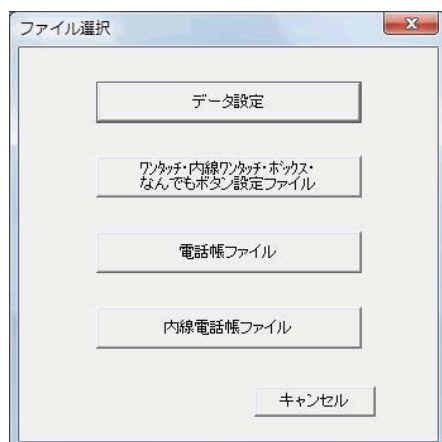 ファイル選択
データ設定
ワンタッチ・内線ワンタッチ・ボックス・
なんでもボタン設定ファイル
電話帳ファイル
内線電話帳ファイル
キャンセル